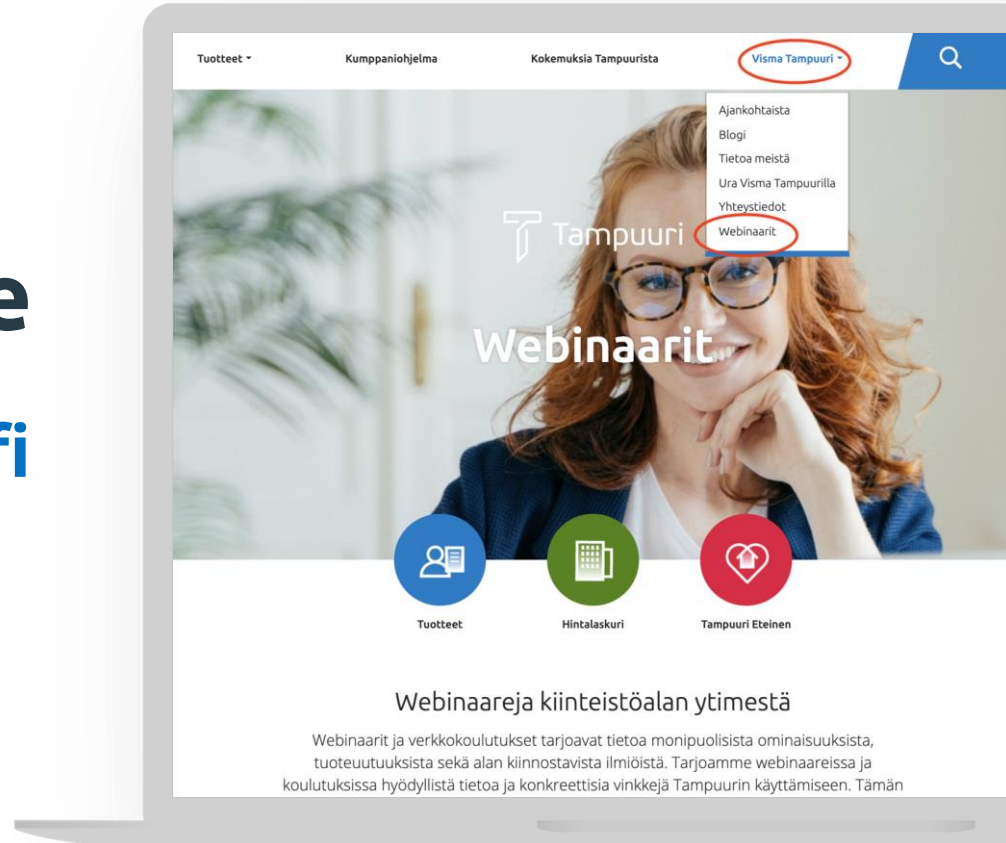 Tuotteet
Kumppaniohjelma
Kokemuksia Tampuurista
Visma Tampuuri
Ajankohtaista
Blogi
Tietoa meistä
Ura Visma Tampuurilla
Yhteystiedot
Webinaarit
Tampuuri
Webinaarit
e
fi
Tuotteet
Hintalaskuri
Tampuuri Eteinen
Webinaareja kiinteistöalan ytimestä
Webinaarit ja verkkokoulutukset tarjoavat tietoa monipuolisista ominaisuuksista,
tuoteuutuuksista sekä alan kiinnostavista ilmiöistä. Tarjoamme webinaareissa ja
koulutuksissa hyödyllistä tietoa ja konkreettisia vinkkejä Tampuurin käyttämiseen. Tämän